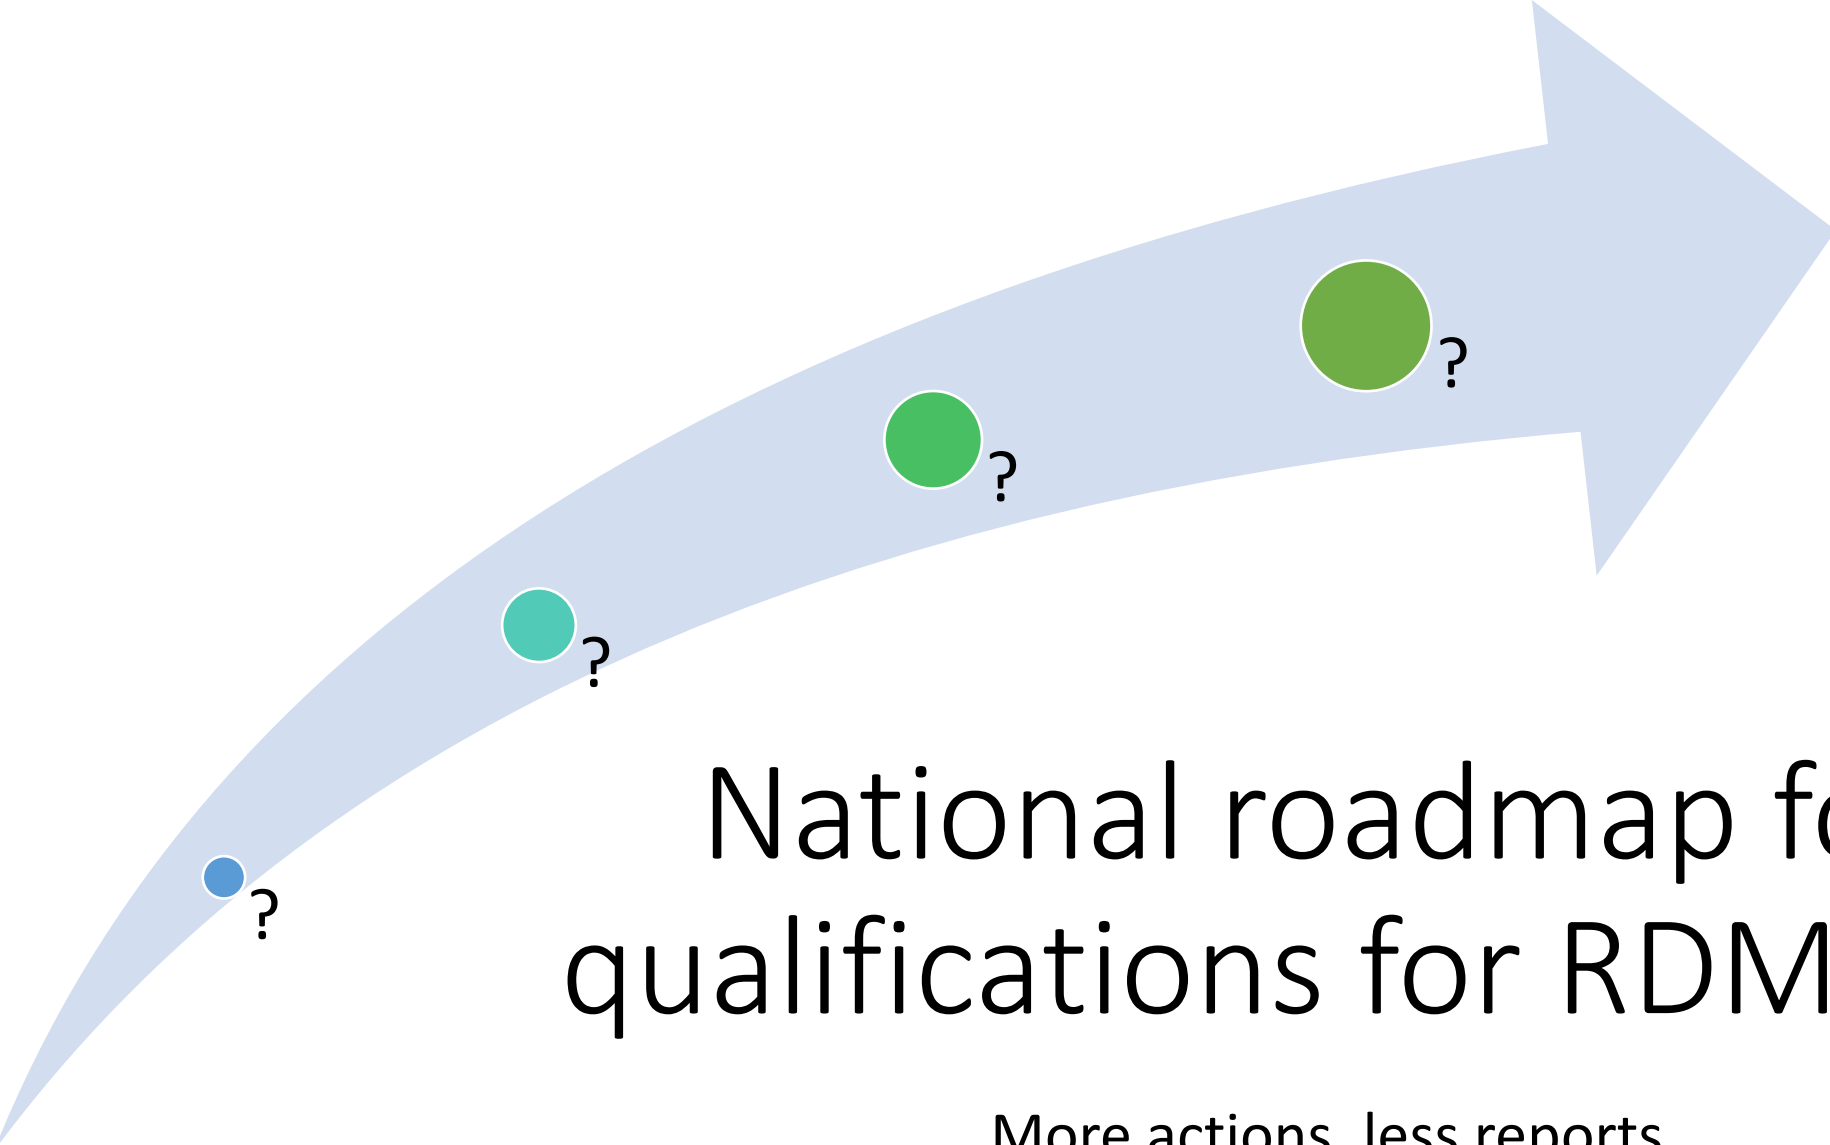 ?
?
?
?
National roadmap fo
qualifications for RDM
More actions, less reports